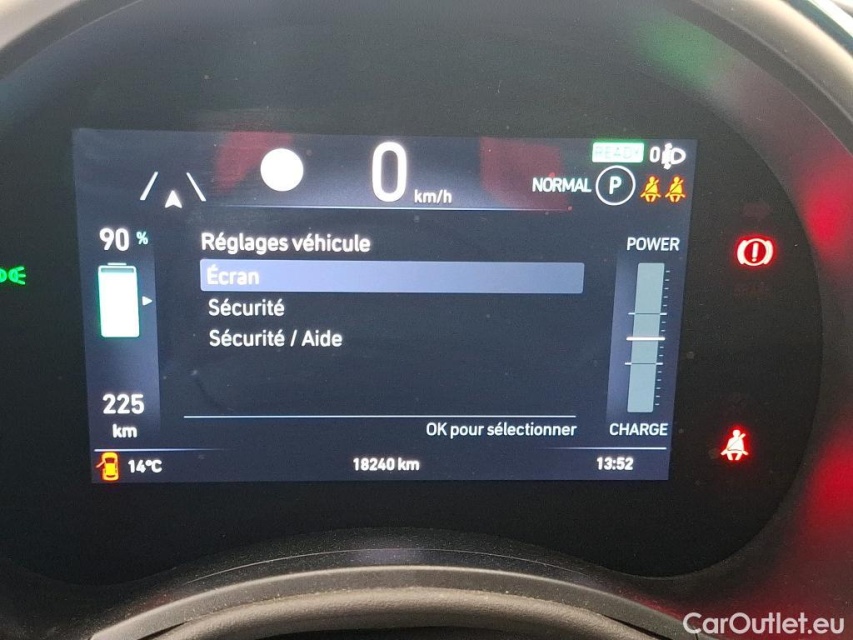 0 km/h
READY
NORMAL P
90 %
Réglages véhicule
POWER
Écran
Sécurité
Sécurité / Aide
225
km
OK pour sélectionner
CHARGE
14°C
18240 km
13:52
CarOutlet.eu